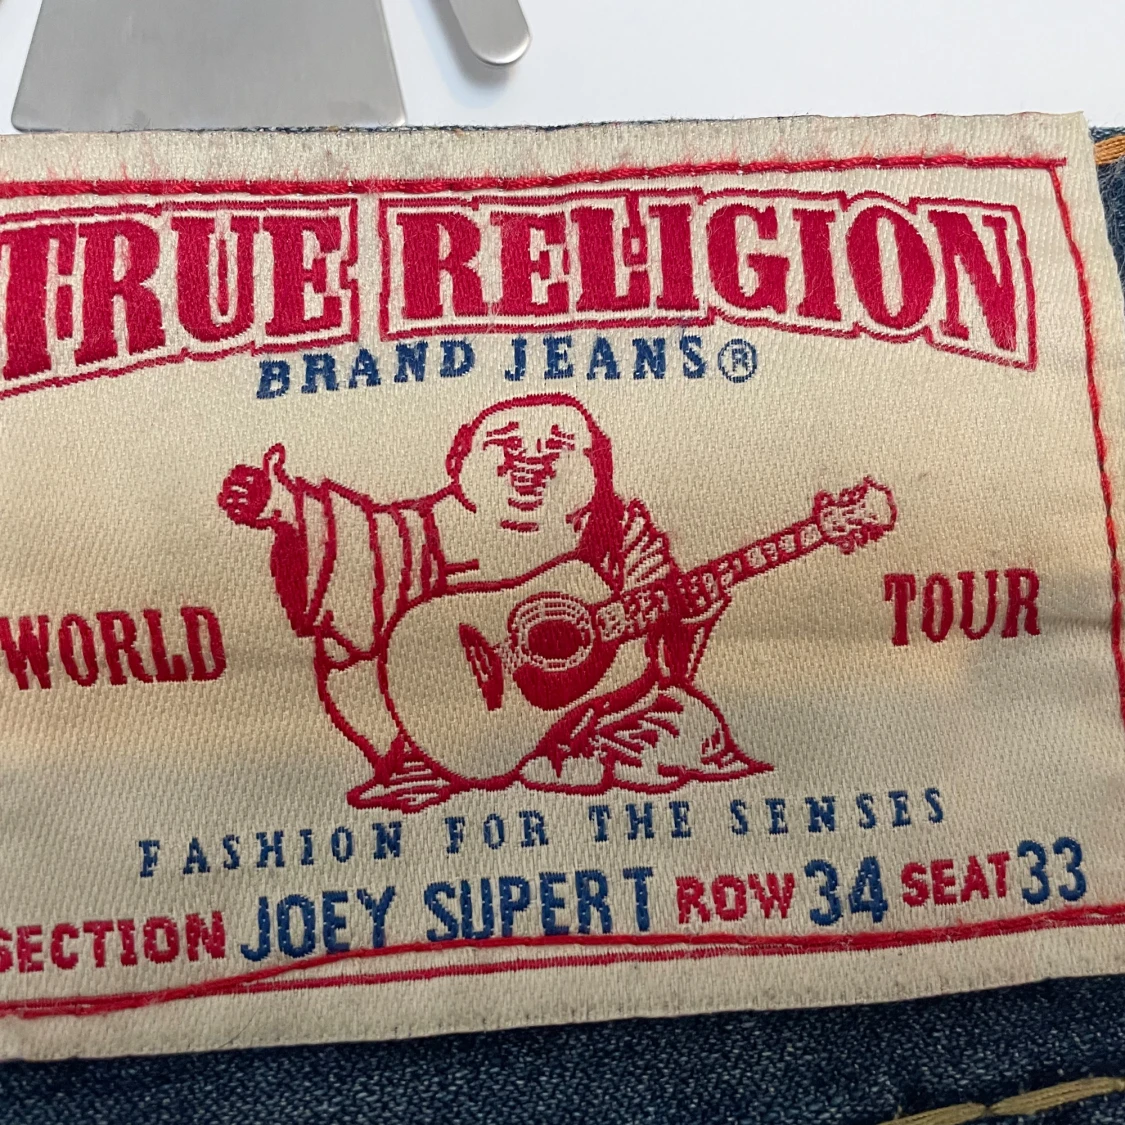 TRUE RELIGION
BRAND JEANS®
WORLD TOUR
FASHION FOR THE SENSES
SECTION JOEY SUPER T ROW 34 SEAT 33